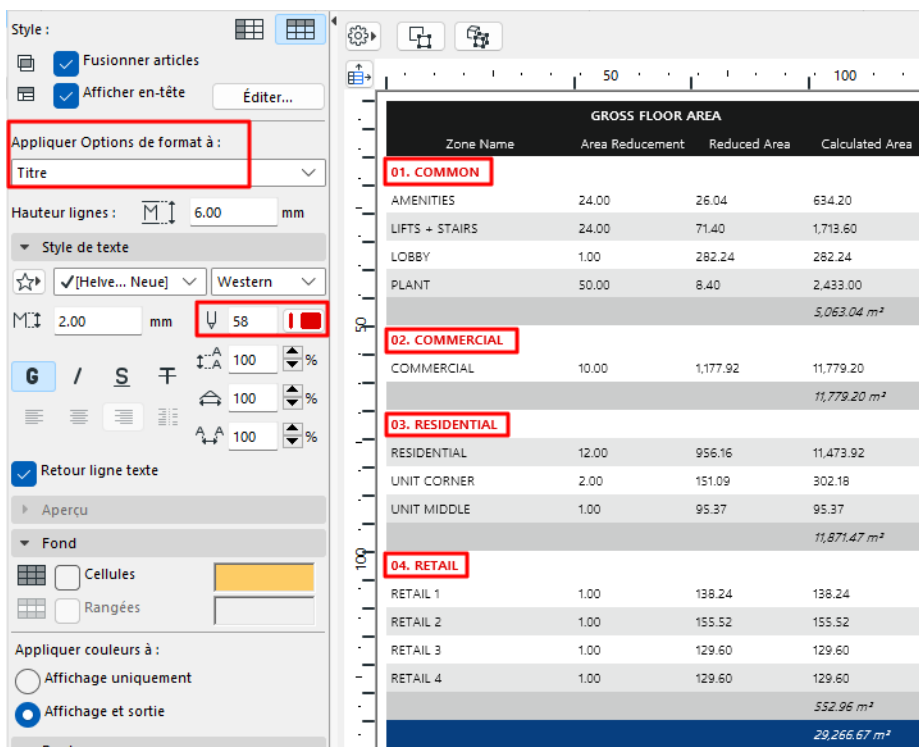 Style :
Fusionner articles
Afficher en-tête
Éditer...
Appliquer Options de format à :
Titre
Hauteur lignes :
6.00
mm
Style de texte
[Helve... Neue]
Western
2.00
mm
58
100
%
G
I
S
T
100
%
100
%
Retour ligne texte
Aperçu
Fond
Cellules
Rangées
Appliquer couleurs à :
Affichage uniquement
Affichage et sortie
50
100
50
100
GROSS FLOOR AREA
Zone Name Area Reducement Reduced Area Calculated Area
01. COMMON
AMENITIES 24.00 26.04 634.20
LIFTS + STAIRS 24.00 71.40 1,713.60
LOBBY 1.00 282.24 282.24
PLANT 50.00 8.40 2,433.00
5,063.04 m²
02. COMMERCIAL
COMMERCIAL 10.00 1,177.92 11,779.20
11,779.20 m²
03. RESIDENTIAL
RESIDENTIAL 12.00 956.16 11,473.92
UNIT CORNER 2.00 151.09 302.18
UNIT MIDDLE 1.00 95.37 95.37
11,871.47 m²
04. RETAIL
RETAIL 1 1.00 138.24 138.24
RETAIL 2 1.00 155.52 155.52
RETAIL 3 1.00 129.60 129.60
RETAIL 4 1.00 129.60 129.60
552.96 m²
29,266.67 m²